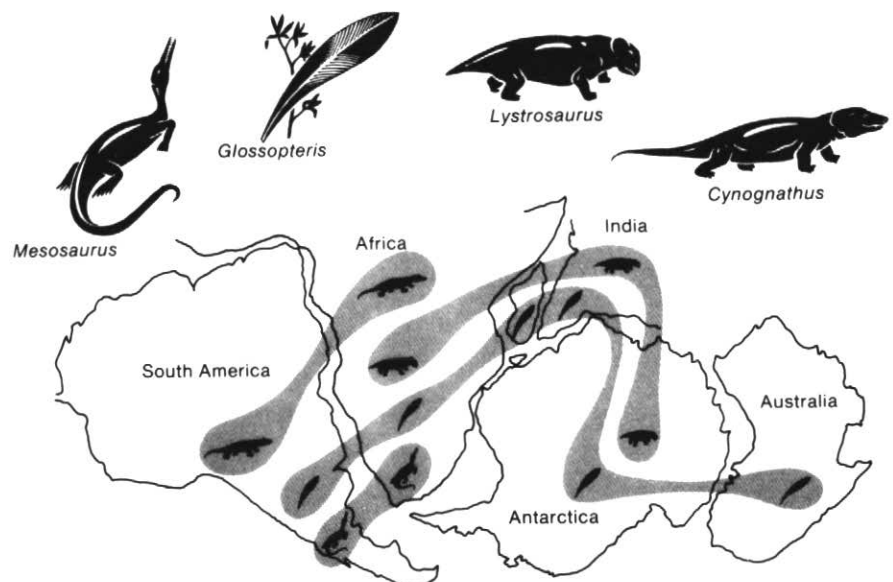 Glossopteris
Lystrosaurus
Cynognathus
Mesosaurus
Africa
India
South America
Australia
Antarctica